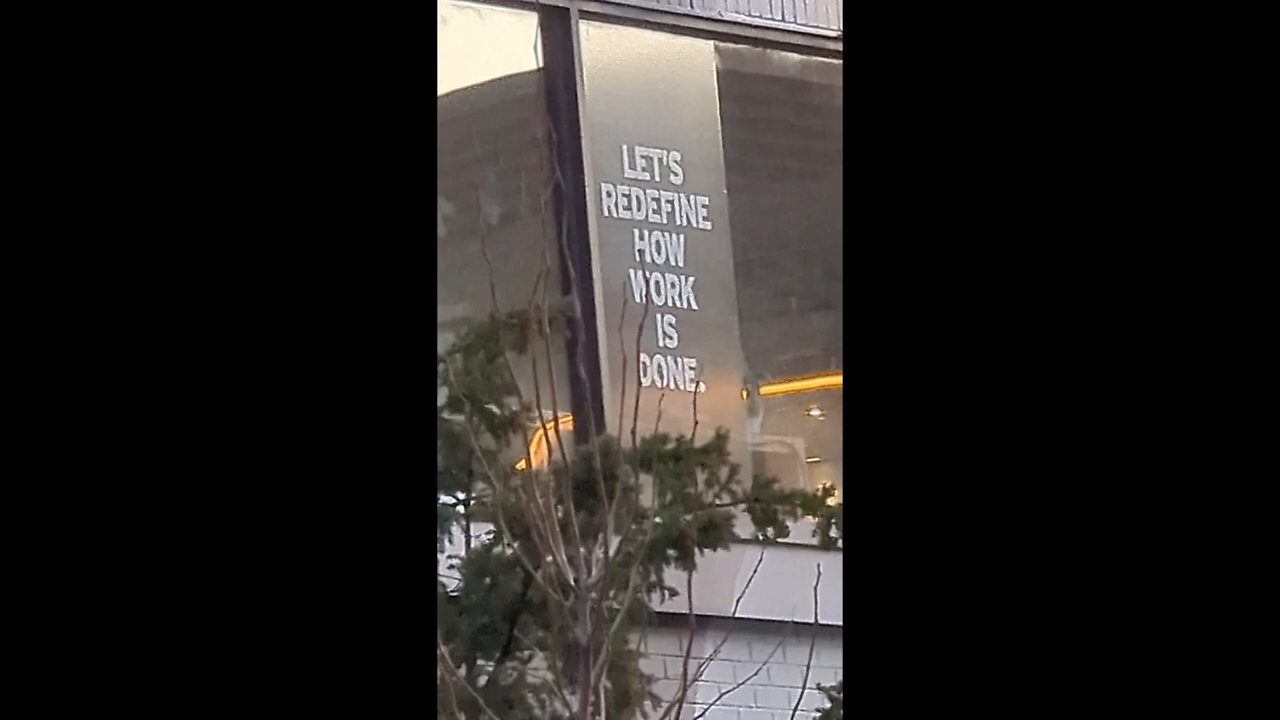 LET'S
REDEFINE
HOW
WORK
IS
DONE.